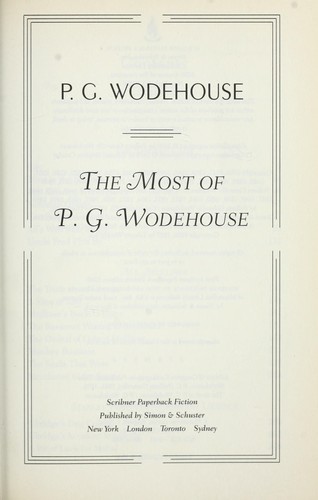 P. G. WODEHOUSE
THE MOST OF
P. G. WODEHOUSE
Scribner Paperback Fiction
Published by Simon & Schuster
New York London Toronto Sydney